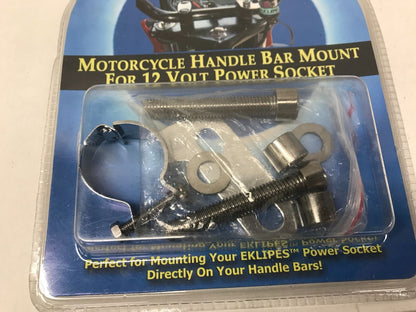 MOTORCYCLE HANDLE BAR MOUNT
FOR 12 VOLT POWER SOCKET
Perfect for Mounting Your EKLIPES™ Power Socket
Directly On Your Handle Bars!